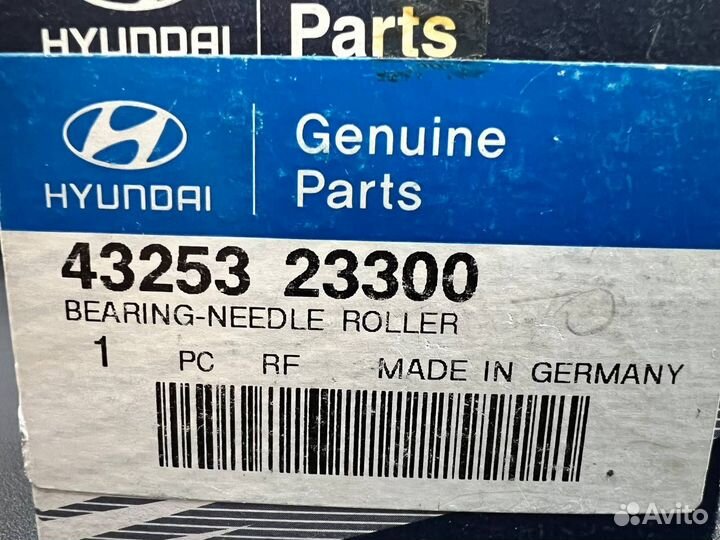 HYUNDAI
Parts
HYUNDAI
Genuine
Parts
43253 23300
BEARING-NEEDLE ROLLER
1 PC RF MADE IN GERMANY
Avito